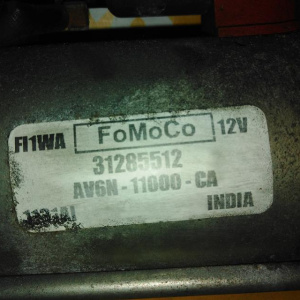 FI1WA FoMoCo 12V
31285512
AV6N - 11000 - CA
INDIA